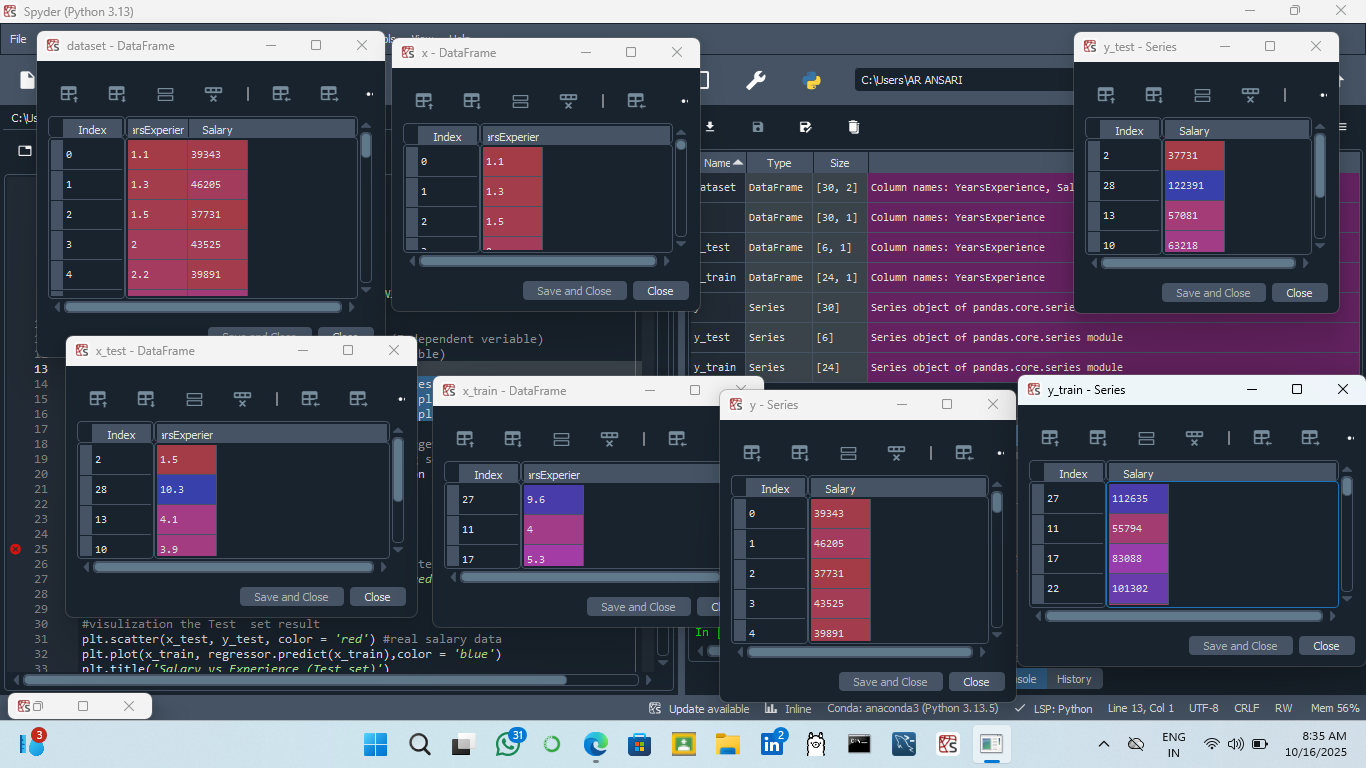 Spyder (Python 3.13)
File
Help
C:\Users\AR ANSARI
dataset - DataFrame
Index arsExperier Salary
0 1.1 39343
1 1.3 46205
2 1.5 37731
3 2 43525
4 2.2 39891
x - DataFrame
Index arsExperier
0 1.1
1 1.3
2 1.5
Save and Close Close
y_test - Series
Index Salary
2 37731
28 122391
13 57081
10 63218
Save and Close Close
Name Type Size
ataset DataFrame [30, 2] Column names: YearsExperience, Sal
DataFrame [30, 1] Column names: YearsExperience
_test DataFrame [6, 1] Column names: YearsExperience
_train DataFrame [24, 1] Column names: YearsExperience
y Series [30] Series object of pandas.core.series
y_test Series [6] Series object of pandas.core.series module
y_train Series [24] Series object of pandas.core.series module
dependent veriable)
ble)
x_test - DataFrame
Index arsExperier
2 1.5
28 10.3
13 4.1
10 3.9
Save and Close Close
x_train - DataFrame
Index arsExperier
27 9.6
11 4
17 5.3
Save and Close
y - Series
Index Salary
0 39343
1 46205
2 37731
3 43525
4 39891
Save and Close Close
y_train - Series
Index Salary
27 112635
11 55794
17 83088
22 101302
Save and Close Close
13
14
15
16
17
18
19
20
21
22
23
24
25
26
27
28
29
30 #visulization the Test set result
31 plt.scatter(x_test, y_test, color = 'red') #real salary data
32 plt.plot(x_train, regressor.predict(x_train),color = 'blue')
33 plt.title('Salary vs Experience (Test set)')
In [
nsole History
Update available Inline Conda: anaconda3 (Python 3.13.5) LSP: Python Line 13, Col 1 UTF-8 CRLF RW Mem 56%
3
31
2
ENG
IN
8:35 AM
10/16/2025